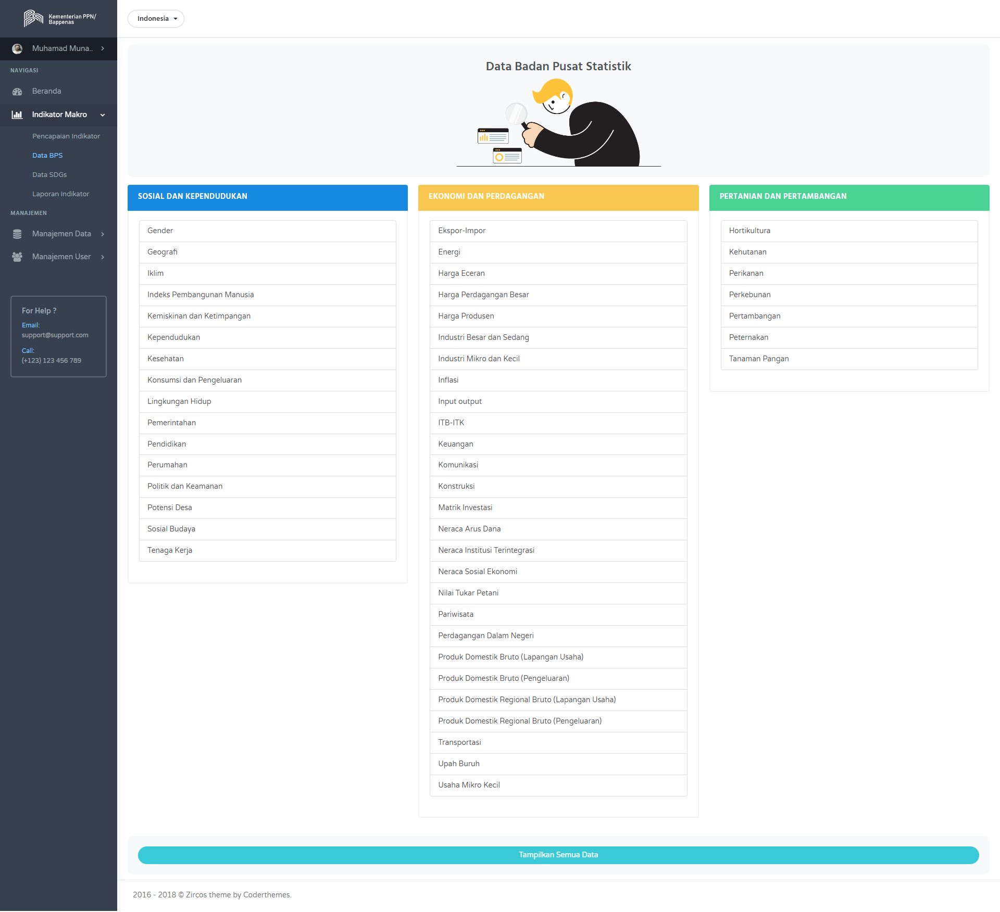 Kementerian PPN/
Bappenas
Indonesia
Muhamad Muna..
NAVIGASI
Beranda
Indikator Makro
Pencapaian Indikator
Data BPS
Data SDGs
Laporan Indikator
MANAJEMEN
Manajemen Data
Manajemen User
For Help ?
Email:
support@support.com
Call:
(+123) 123 456 789
Data Badan Pusat Statistik
SOSIAL DAN KEPENDUDUKAN
Gender
Geografi
Iklim
Indeks Pembangunan Manusia
Kemiskinan dan Ketimpangan
Kependudukan
Kesehatan
Konsumsi dan Pengeluaran
Lingkungan Hidup
Pemerintahan
Pendidikan
Perumahan
Politik dan Keamanan
Potensi Desa
Sosial Budaya
Tenaga Kerja
EKONOMI DAN PERDAGANGAN
Ekspor-Impor
Energi
Harga Eceran
Harga Perdagangan Besar
Harga Produsen
Industri Besar dan Sedang
Industri Mikro dan Kecil
Inflasi
Input output
ITB-ITK
Keuangan
Komunikasi
Konstruksi
Matrik Investasi
Neraca Arus Dana
Neraca Institusi Terintegrasi
Neraca Sosial Ekonomi
Nilai Tukar Petani
Pariwisata
Perdagangan Dalam Negeri
Produk Domestik Bruto (Lapangan Usaha)
Produk Domestik Bruto (Pengeluaran)
Produk Domestik Regional Bruto (Lapangan Usaha)
Produk Domestik Regional Bruto (Pengeluaran)
Transportasi
Upah Buruh
Usaha Mikro Kecil
PERTANIAN DAN PERTAMBANGAN
Hortikultura
Kehutanan
Perikanan
Perkebunan
Pertambangan
Peternakan
Tanaman Pangan
Tampilkan Semua Data
2016 - 2018 © Zircos theme by Coderthemes.